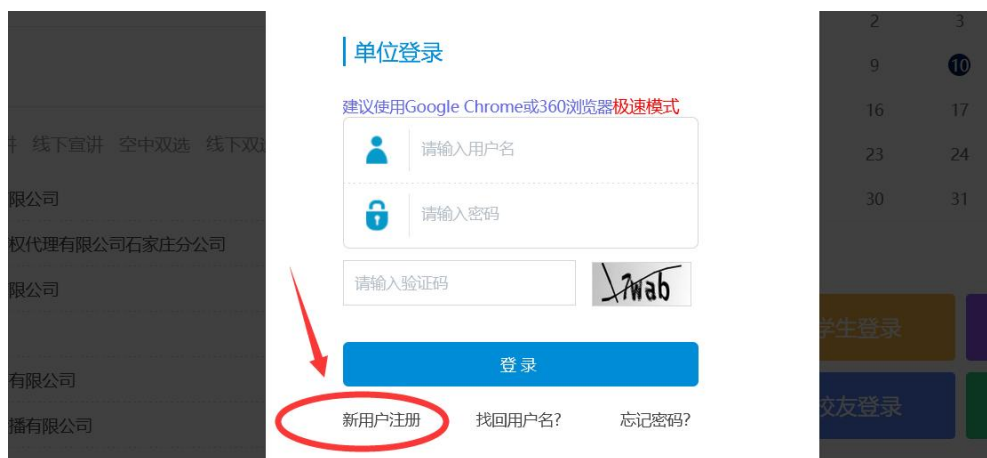 单位登录
建议使用Google Chrome或360浏览器极速模式
请输入用户名
请输入密码
请输入验证码
7wab
登 录
新用户注册 找回用户名? 忘记密码?
线下宣讲 空中双选 线下双
限公司
权代理有限公司石家庄分公司
限公司
有限公司
播有限公司
2 3
9 10
16 17
23 24
30 31
学生登录
校友登录